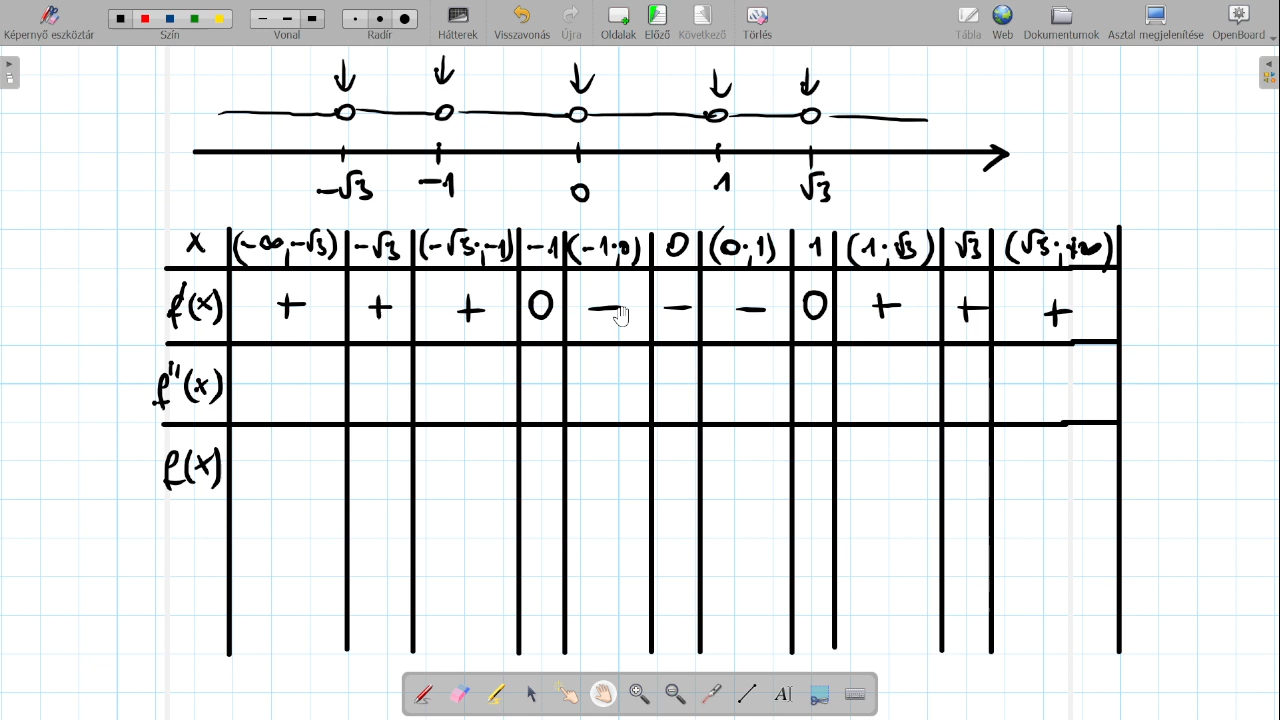 Képernyő eszköztár Szín Vonal Radír Hátterek Visszavonás Újra Oldalak Előző Következő Törlés Tábla Web Dokumentumok Asztal megjelenítése OpenBoard
-√3 -1 0 1 √3
x (-∞;-√3) -√3 (-√3;-1) -1 (-1;0) 0 (0;1) 1 (1;√3) √3 (√3;+∞)
f'(x) + + + 0 - - - 0 + + +
f''(x)
f(x)